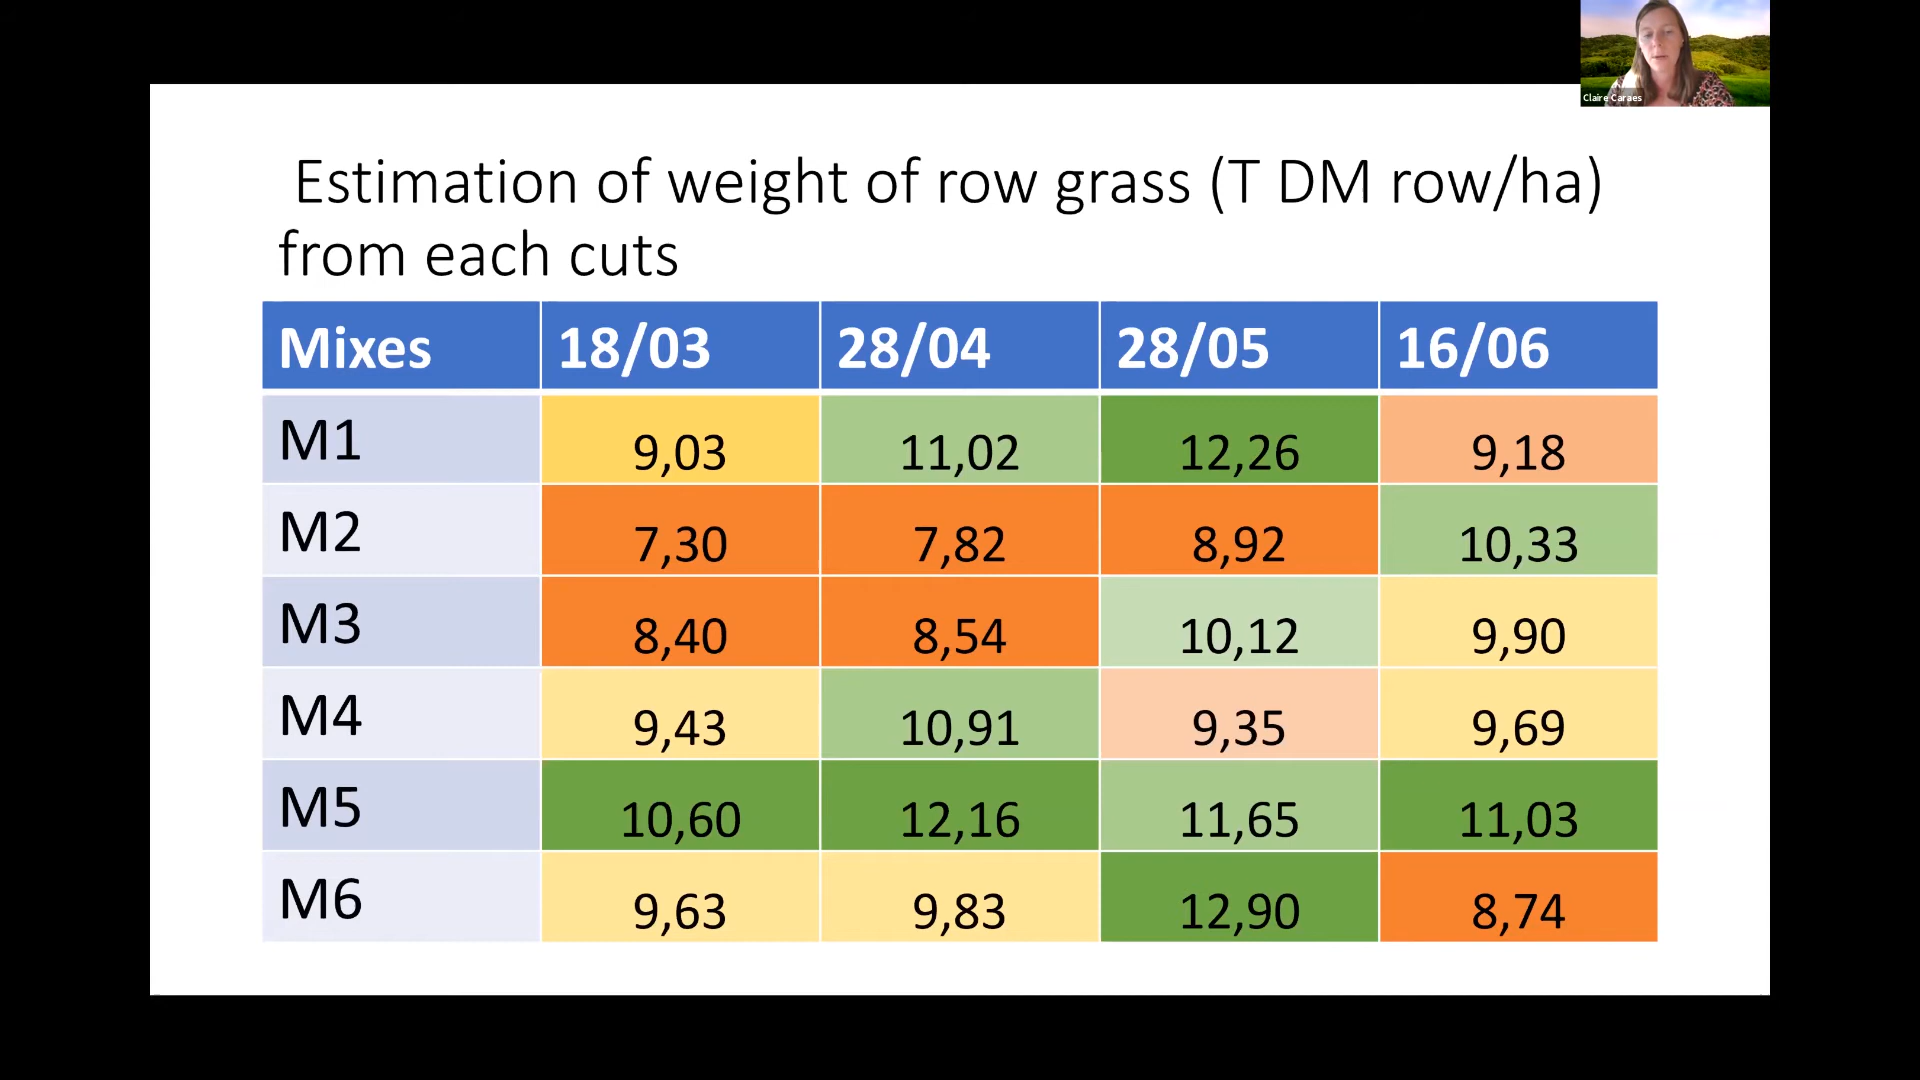 Claire Caraes
Estimation of weight of row grass (T DM row/ha)
from each cuts
Mixes 18/03 28/04 28/05 16/06
M1 9,03 11,02 12,26 9,18
M2 7,30 7,82 8,92 10,33
M3 8,40 8,54 10,12 9,90
M4 9,43 10,91 9,35 9,69
M5 10,60 12,16 11,65 11,03
M6 9,63 9,83 12,90 8,74